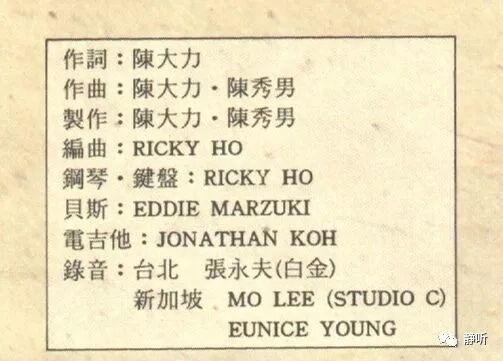 作詞：陳大力
作曲：陳大力・陳秀男
製作：陳大力・陳秀男
編曲：RICKY HO
鋼琴・鍵盤：RICKY HO
貝斯：EDDIE MARZUKI
電吉他：JONATHAN KOH
錄音：台北 張永夫(白金)
新加坡 MO LEE (STUDIO C)
EUNICE YOUNG
静听